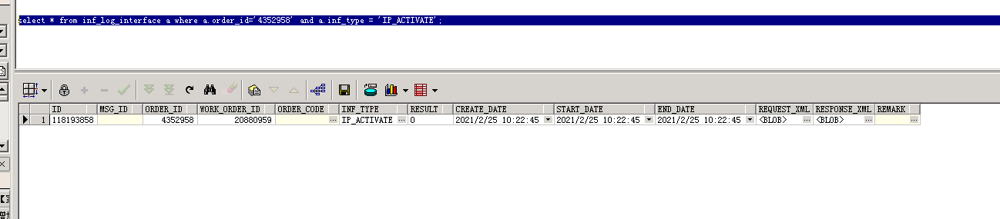 select * from inf_log_interface a where a.order_id='4352958' and a.inf_type = 'IP_ACTIVATE';
ID MSG_ID ORDER_ID WORK_ORDER_ID ORDER_CODE INF_TYPE RESULT CREATE_DATE START_DATE END_DATE REQUEST_XML RESPONSE_XML REMARK
1 118193858 4352958 20880959 IP_ACTIVATE 0 2021/2/25 10:22:45 2021/2/25 10:22:45 2021/2/25 10:22:45 <BLOB> <BLOB>